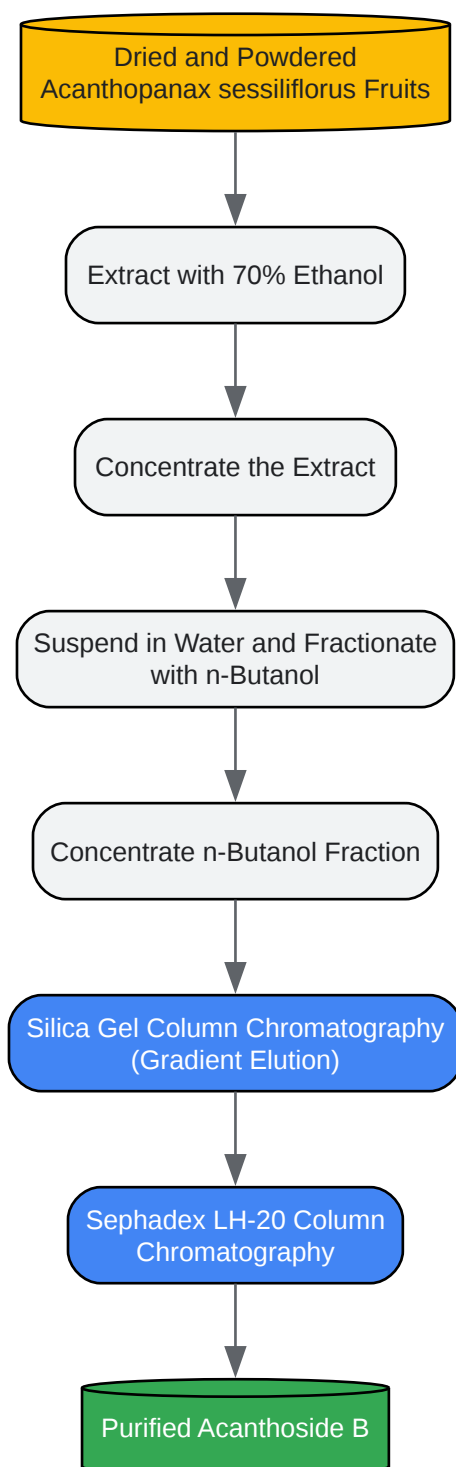 Dried and Powdered
Acanthopanax sessiliflorus Fruits
Extract with 70% Ethanol
Concentrate the Extract
Suspend in Water and Fractionate
with n-Butanol
Concentrate n-Butanol Fraction
Silica Gel Column Chromatography
(Gradient Elution)
Sephadex LH-20 Column
Chromatography
Purified Acanthoside B